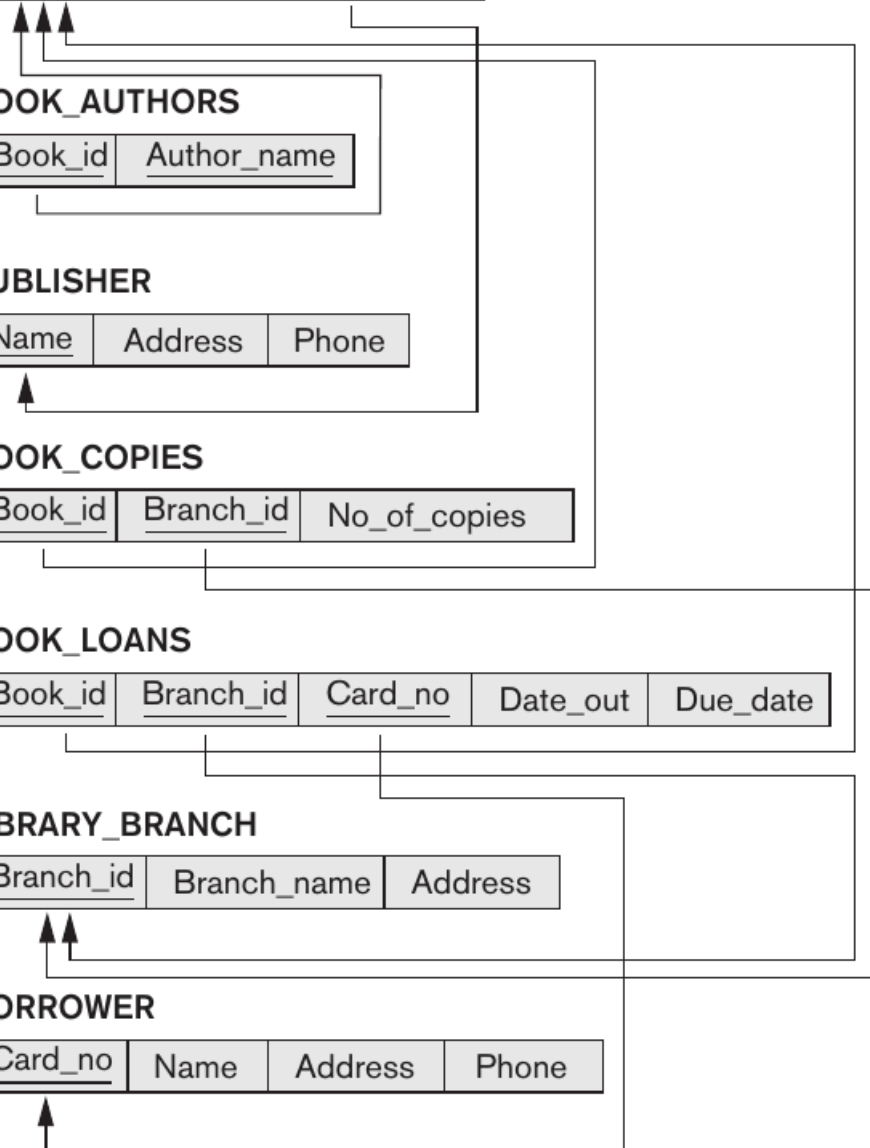 OOK_AUTHORS
Book_id Author_name
UBLISHER
Name Address Phone
OOK_COPIES
Book_id Branch_id No_of_copies
OOK_LOANS
Book_id Branch_id Card_no Date_out Due_date
BRARY_BRANCH
Branch_id Branch_name Address
ORROWER
Card_no Name Address Phone